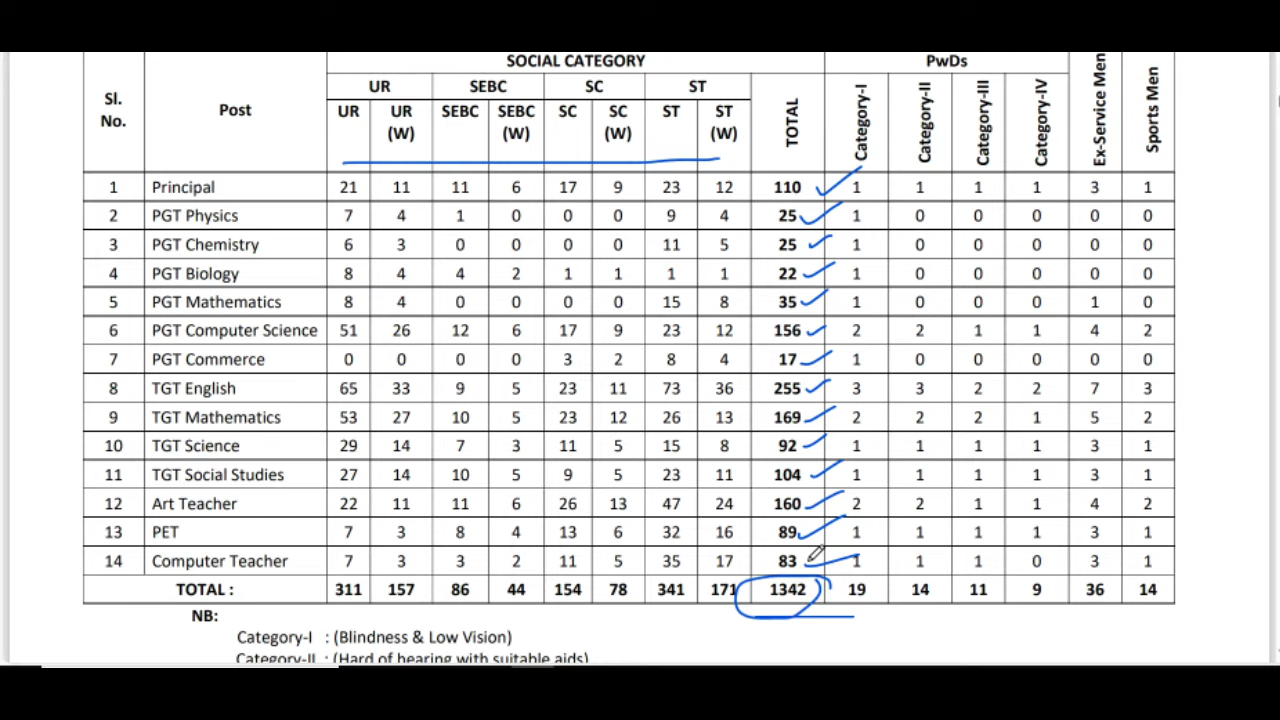 SOCIAL CATEGORY PwDs
Sl. No. Post UR SEBC SC ST TOTAL Category-I Category-II Category-III Category-IV Ex-Service Men Sports Men
UR UR (W) SEBC SEBC (W) SC SC (W) ST ST (W)
1 Principal 21 11 11 6 17 9 23 12 110 1 1 1 1 3 1
2 PGT Physics 7 4 1 0 0 0 9 4 25 1 0 0 0 0 0
3 PGT Chemistry 6 3 0 0 0 0 11 5 25 1 0 0 0 0 0
4 PGT Biology 8 4 4 2 1 1 1 1 22 1 0 0 0 0 0
5 PGT Mathematics 8 4 0 0 0 0 15 8 35 1 0 0 0 1 0
6 PGT Computer Science 51 26 12 6 17 9 23 12 156 2 2 1 1 4 2
7 PGT Commerce 0 0 0 0 3 2 8 4 17 1 0 0 0 0 0
8 TGT English 65 33 9 5 23 11 73 36 255 3 3 2 2 7 3
9 TGT Mathematics 53 27 10 5 23 12 26 13 169 2 2 2 1 5 2
10 TGT Science 29 14 7 3 11 5 15 8 92 1 1 1 1 3 1
11 TGT Social Studies 27 14 10 5 9 5 23 11 104 1 1 1 1 3 1
12 Art Teacher 22 11 11 6 26 13 47 24 160 2 2 1 1 4 2
13 PET 7 3 8 4 13 6 32 16 89 1 1 1 1 3 1
14 Computer Teacher 7 3 3 2 11 5 35 17 83 1 1 1 0 3 1
TOTAL : 311 157 86 44 154 78 341 171 1342 19 14 11 9 36 14
NB:
Category-I : (Blindness & Low Vision)
Category-II : (Hard of hearing with suitable aids)